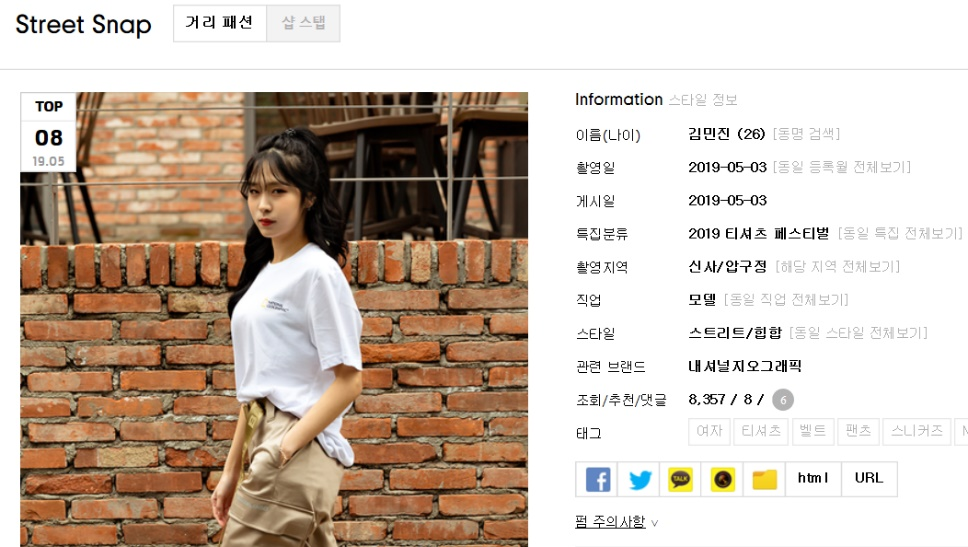 Street Snap 거리 패션 샵 스탭
TOP
08
19.05
Information 스타일 정보
이름(나이) 김민진 (26) [동명 검색]
촬영일 2019-05-03 [동일 등록월 전체보기]
게시일 2019-05-03
특집분류 2019 티셔츠 페스티벌 [동일 특집 전체보기]
촬영지역 신사/압구정 [해당 지역 전체보기]
직업 모델 [동일 직업 전체보기]
스타일 스트리트/힙합 [동일 스타일 전체보기]
관련 브랜드 내셔널지오그래픽
조회/추천/댓글 8,357 / 8 / 6
태그 여자 티셔츠 벨트 팬츠 스니커즈
TALK html URL
펌 주의사항